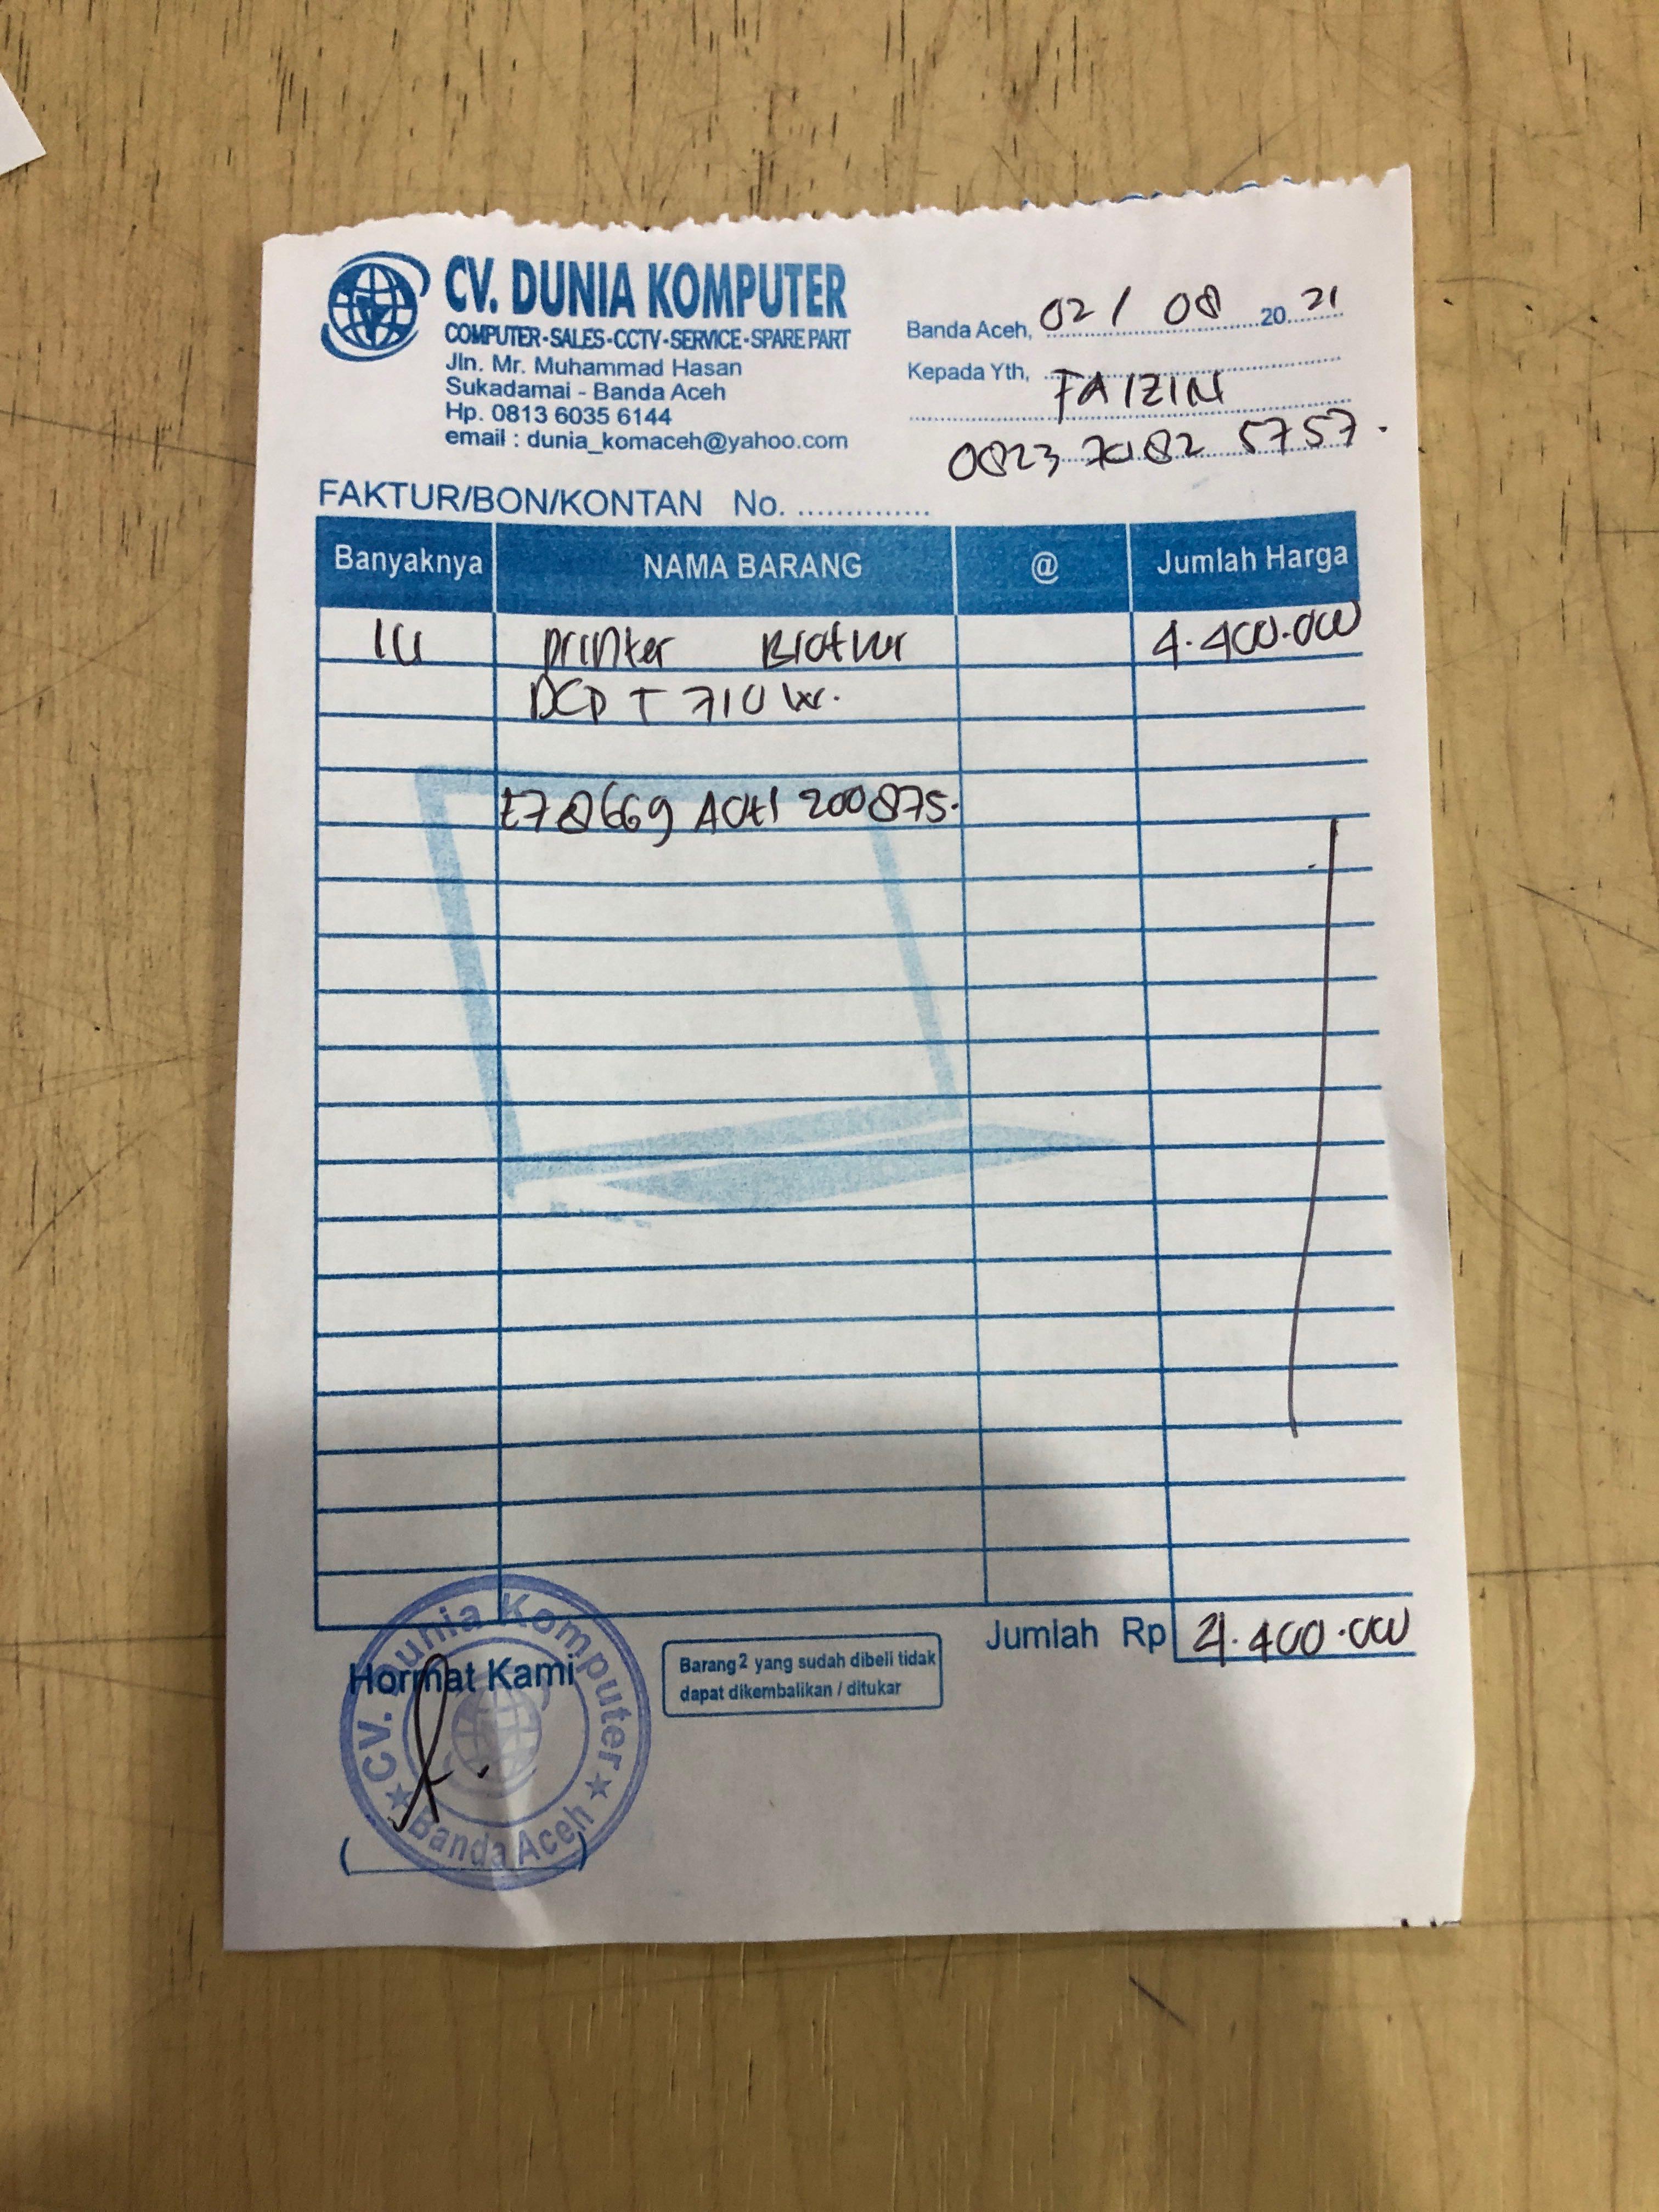 CV. DUNIA KOMPUTER
COMPUTER-SALES-CCTV-SERVICE-SPARE PART
Jln. Mr. Muhammad Hasan
Sukadamai - Banda Aceh
Hp. 0813 6035 6144
email : dunia_komaceh@yahoo.com
Banda Aceh, 02 / 08 20 21
Kepada Yth,
FAIZIN
0823 7082 5757.
FAKTUR/BON/KONTAN No. ..............
Banyaknya NAMA BARANG @ Jumlah Harga
1U Printer Brother 4.400.000
DCP T 710 W.
E78669 200875.
Jumlah Rp 4.400.000
Hormat Kami
Barang2 yang sudah dibeli tidak
dapat dikembalikan / ditukar
CV. Dunia Komputer
Banda Aceh